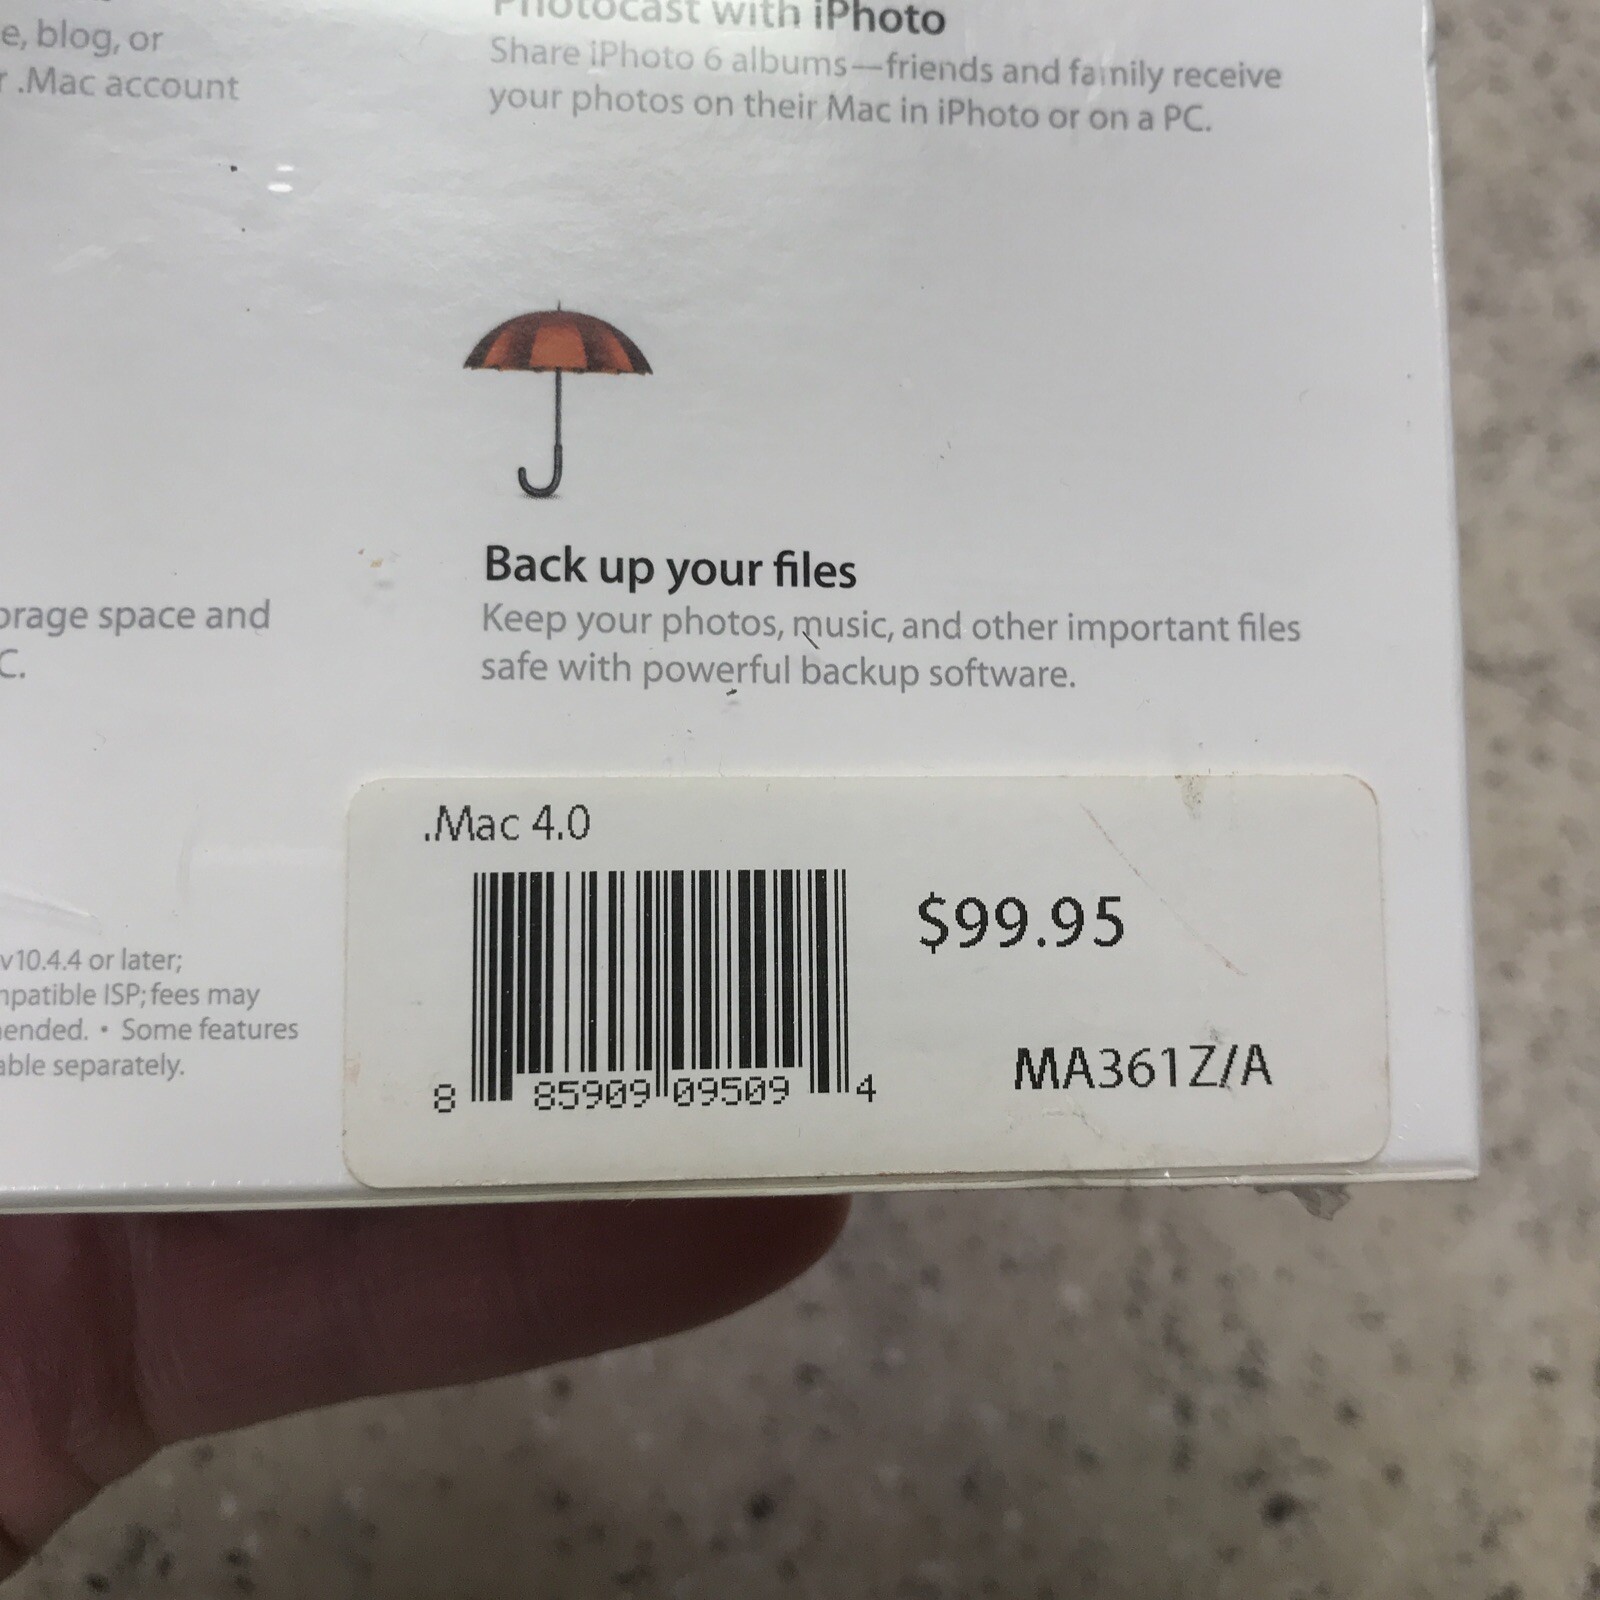 e, blog, or
.Mac account
Photocast with iPhoto
Share iPhoto 6 albums—friends and family receive
your photos on their Mac in iPhoto or on a PC.
orage space and
C.
Back up your files
Keep your photos, music, and other important files
safe with powerful backup software.
v10.4.4 or later;
mpatible ISP; fees may
ended. • Some features
able separately.
.Mac 4.0
$99.95
8 85909 09509 4
MA361Z/A